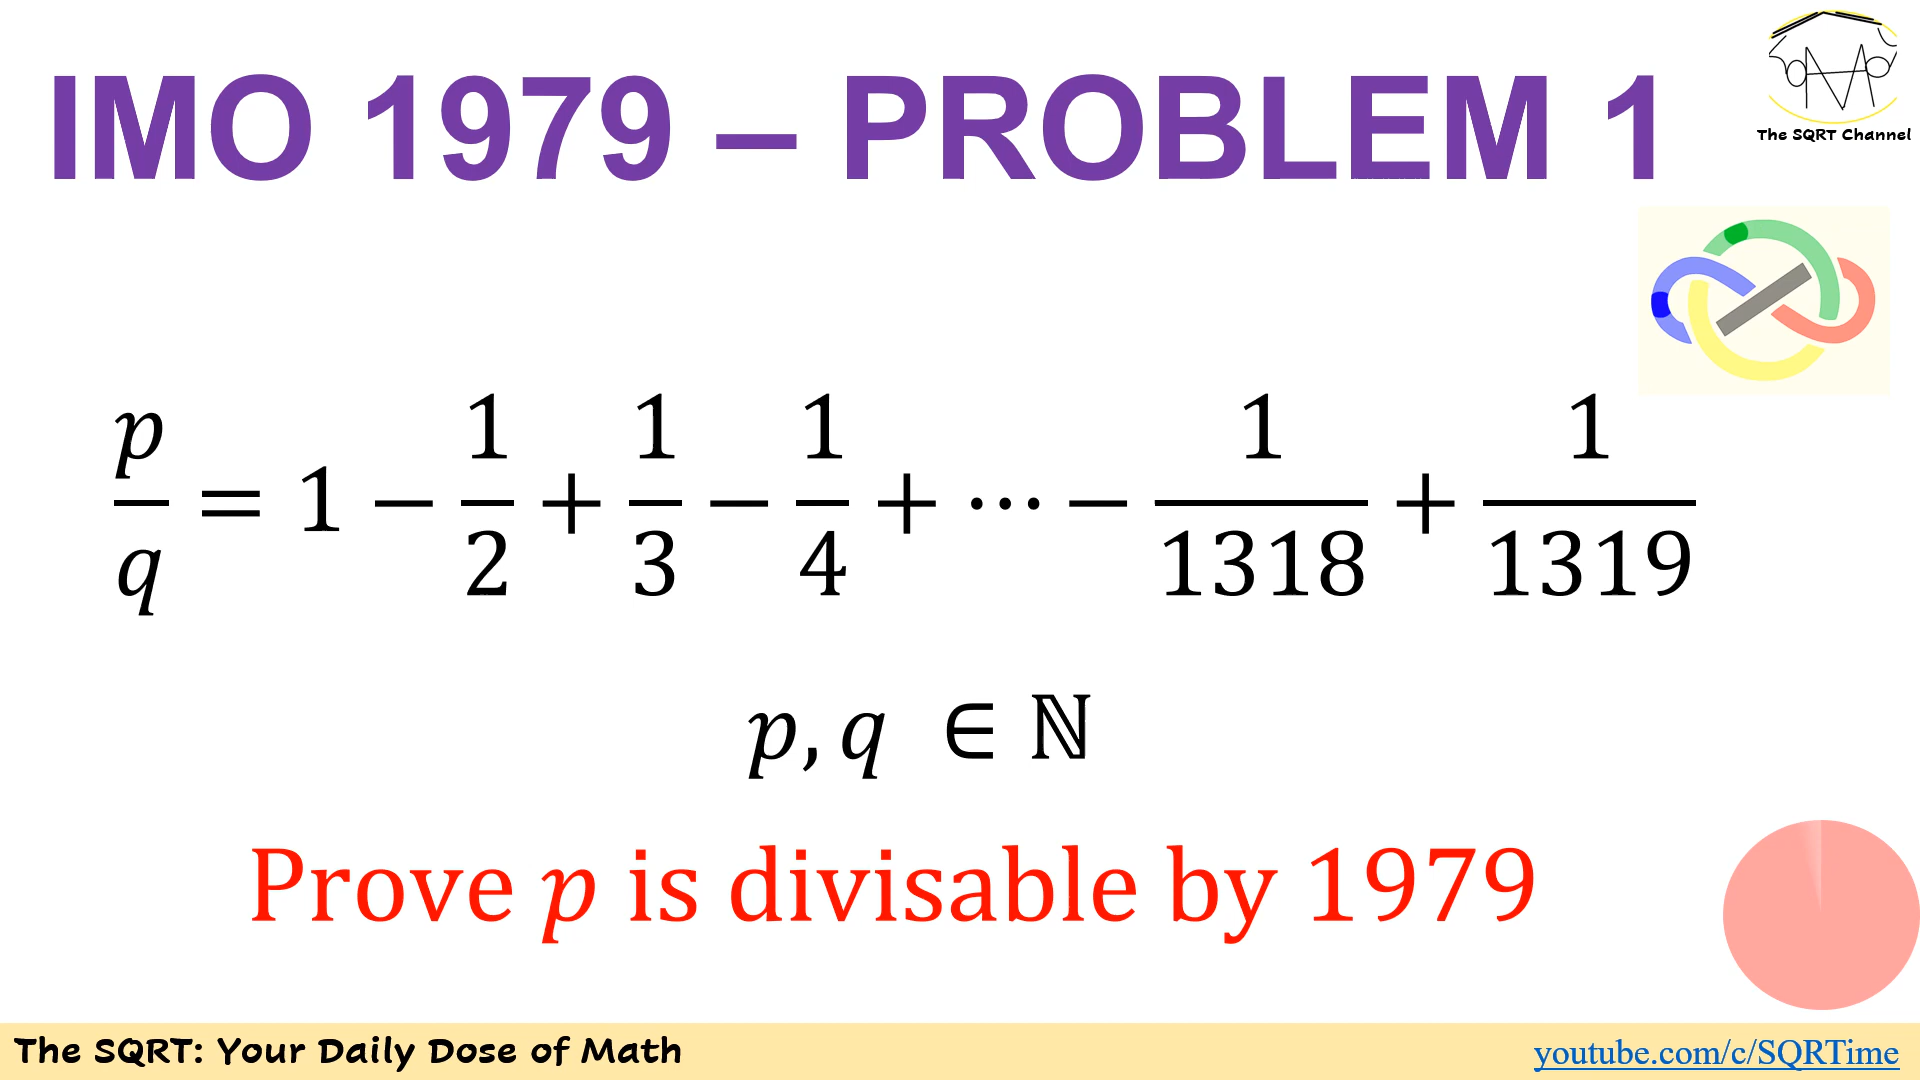 IMO 1979 – PROBLEM 1
The SQRT Channel
p/q = 1 − 1/2 + 1/3 − 1/4 + ⋯ − 1/1318 + 1/1319
p, q ∈ ℕ
Prove p is divisable by 1979
The SQRT: Your Daily Dose of Math
youtube.com/c/SQRTime